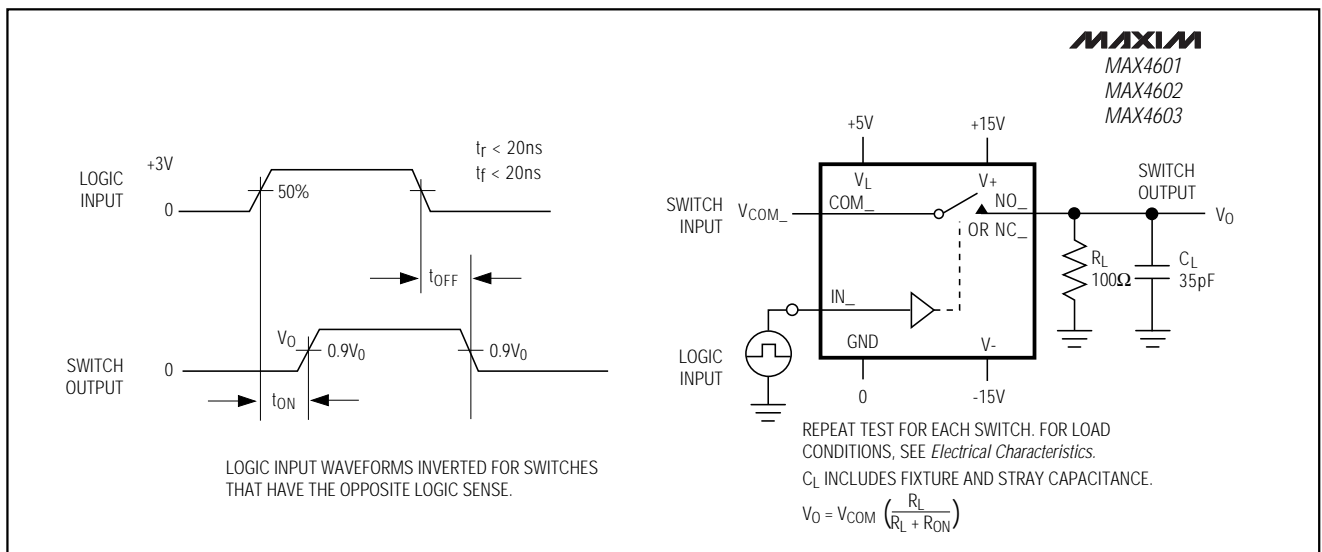 MAXIM
MAX4601
MAX4602
MAX4603
LOGIC
INPUT
+3V
0
50%
tr < 20ns
tf < 20ns
tOFF
SWITCH
OUTPUT
VO
0
0.9V0
0.9V0
tON
LOGIC INPUT WAVEFORMS INVERTED FOR SWITCHES
THAT HAVE THE OPPOSITE LOGIC SENSE.
+5V
+15V
VL
V+
SWITCH
INPUT
VCOM_
COM_
NO_
OR NC_
SWITCH
OUTPUT
VO
RL
100Ω
CL
35pF
IN_
LOGIC
INPUT
GND
V-
0
-15V
REPEAT TEST FOR EACH SWITCH. FOR LOAD
CONDITIONS, SEE Electrical Characteristics.
CL INCLUDES FIXTURE AND STRAY CAPACITANCE.
VO = VCOM (RL / RL + RON)